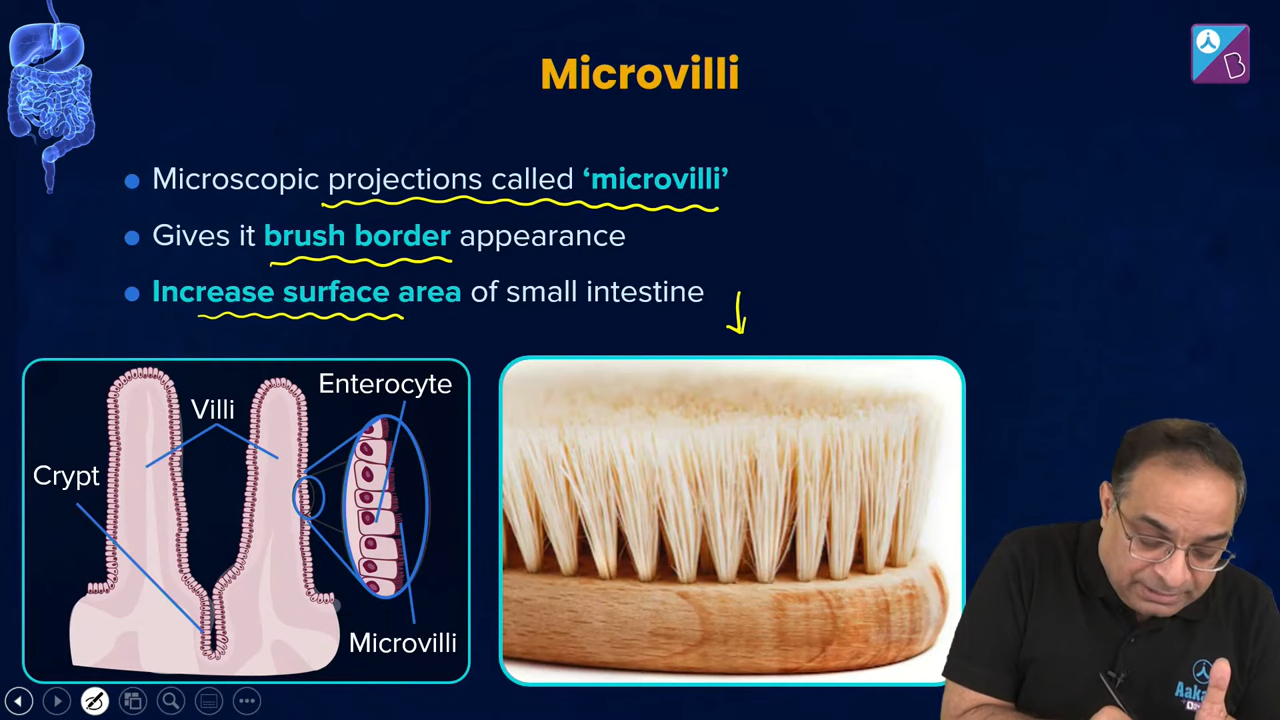 Microvilli
Microscopic projections called ‘microvilli’
Gives it brush border appearance
Increase surface area of small intestine
Enterocyte
Villi
Crypt
Microvilli
B